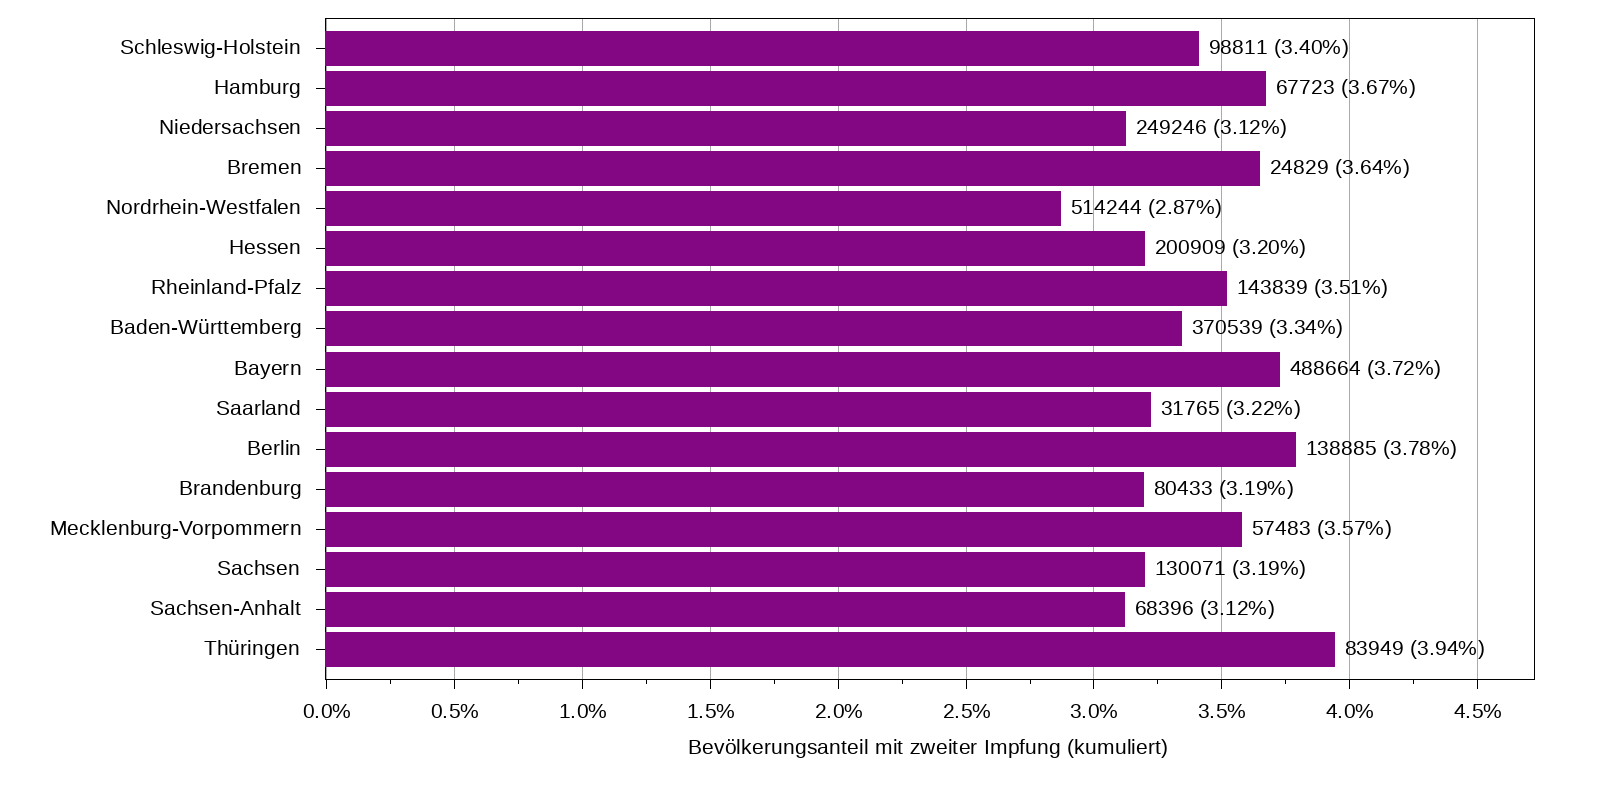 Schleswig-Holstein 98811 (3.40%)
Hamburg 67723 (3.67%)
Niedersachsen 249246 (3.12%)
Bremen 24829 (3.64%)
Nordrhein-Westfalen 514244 (2.87%)
Hessen 200909 (3.20%)
Rheinland-Pfalz 143839 (3.51%)
Baden-Württemberg 370539 (3.34%)
Bayern 488664 (3.72%)
Saarland 31765 (3.22%)
Berlin 138885 (3.78%)
Brandenburg 80433 (3.19%)
Mecklenburg-Vorpommern 57483 (3.57%)
Sachsen 130071 (3.19%)
Sachsen-Anhalt 68396 (3.12%)
Thüringen 83949 (3.94%)
0.0% 0.5% 1.0% 1.5% 2.0% 2.5% 3.0% 3.5% 4.0% 4.5%
Bevölkerungsanteil mit zweiter Impfung (kumuliert)